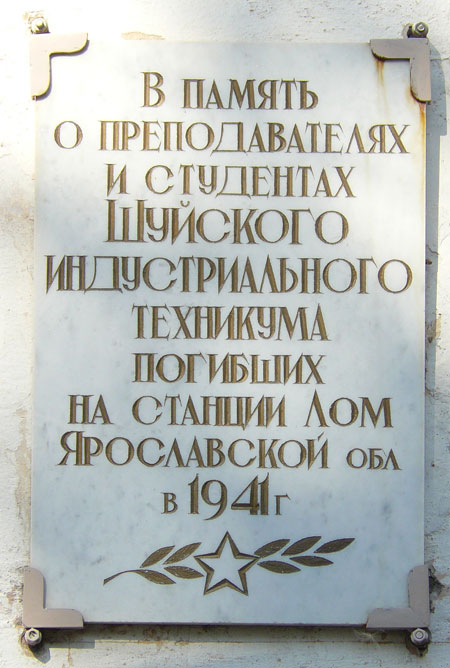 В ПАМЯТЬ
О ПРЕПОДАВАТЕЛЯХ
И СТУДЕНТАХ
ШУЙСКОГО
ИНДУСТРИАЛЬНОГО
ТЕХНИКУМА
ПОГИБШИХ
НА СТАНЦИИ ЛОМ
ЯРОСЛАВСКОЙ ОБЛ
В 1941 Г